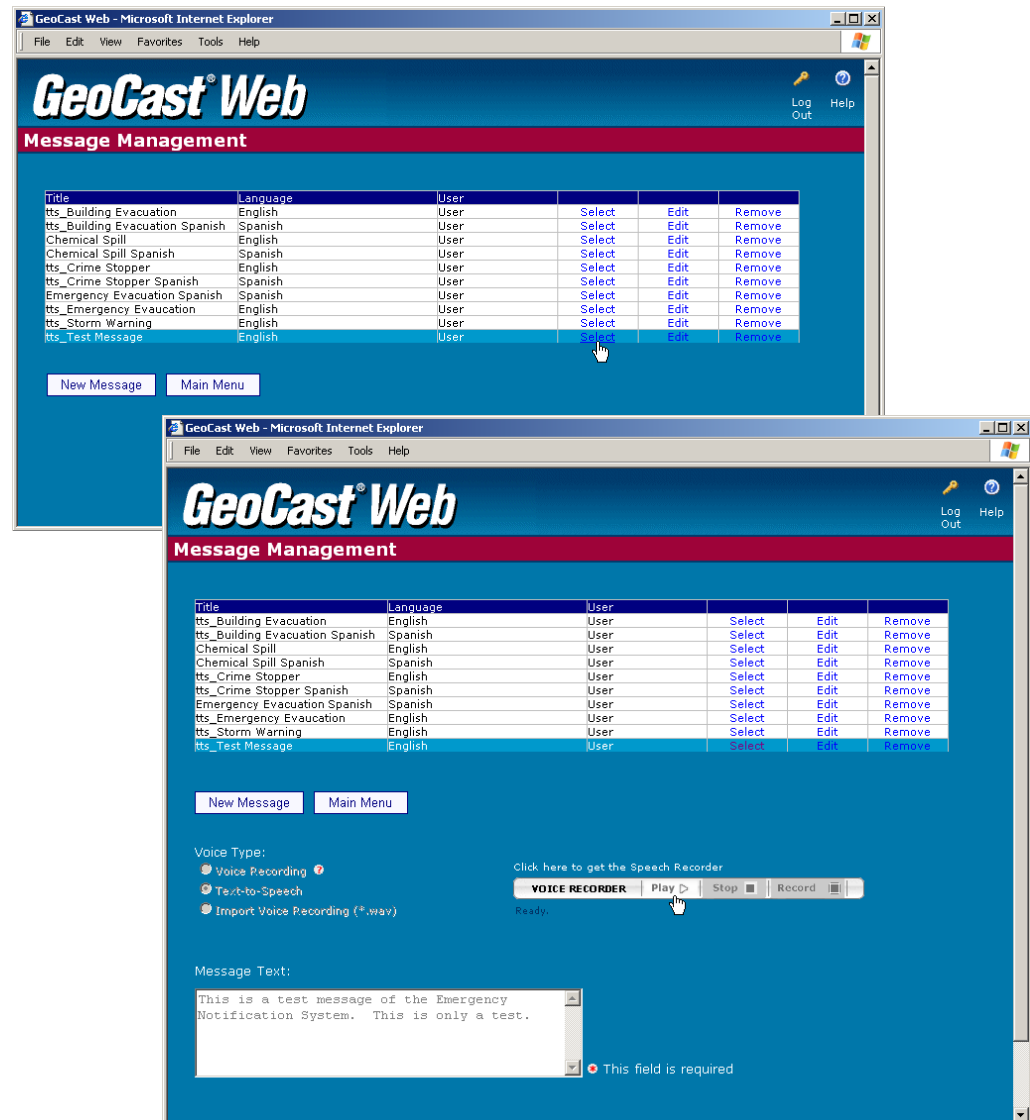 GeoCast Web - Microsoft Internet Explorer
File Edit View Favorites Tools Help
GeoCast® Web
Log Out
Help
Message Management
Title Language User
tts_Building Evacuation English User Select Edit Remove
tts_Building Evacuation Spanish Spanish User Select Edit Remove
Chemical Spill English User Select Edit Remove
Chemical Spill Spanish Spanish User Select Edit Remove
tts_Crime Stopper English User Select Edit Remove
tts_Crime Stopper Spanish Spanish User Select Edit Remove
Emergency Evacuation Spanish Spanish User Select Edit Remove
tts_Emergency Evaucation English User Select Edit Remove
tts_Storm Warning English User Select Edit Remove
tts_Test Message English User Select Edit Remove
New Message Main Menu
GeoCast Web - Microsoft Internet Explorer
File Edit View Favorites Tools Help
GeoCast® Web
Log Out
Help
Message Management
Title Language User
tts_Building Evacuation English User Select Edit Remove
tts_Building Evacuation Spanish Spanish User Select Edit Remove
Chemical Spill English User Select Edit Remove
Chemical Spill Spanish Spanish User Select Edit Remove
tts_Crime Stopper English User Select Edit Remove
tts_Crime Stopper Spanish Spanish User Select Edit Remove
Emergency Evacuation Spanish Spanish User Select Edit Remove
tts_Emergency Evaucation English User Select Edit Remove
tts_Storm Warning English User Select Edit Remove
tts_Test Message English User Select Edit Remove
New Message Main Menu
Voice Type:
Voice Recording
Text-to-Speech
Import Voice Recording (*.wav)
Click here to get the Speech Recorder
VOICE RECORDER Play Stop Record
Ready.
Message Text:
This is a test message of the Emergency
Notification System. This is only a test.
This field is required